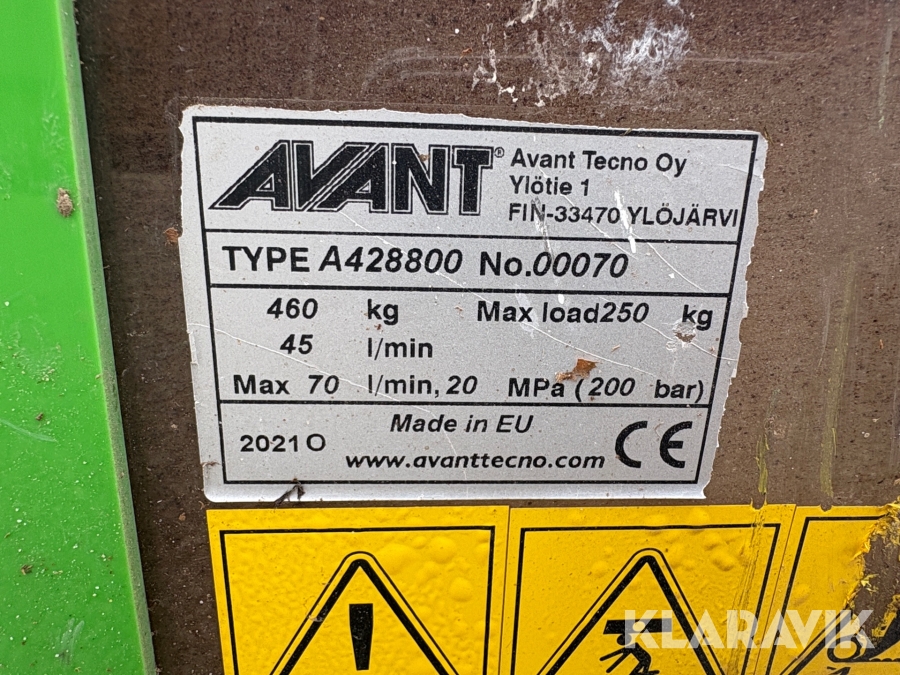 AVANT® Avant Tecno Oy
Ylötie 1
FIN-33470 YLÖJÄRVI
TYPE A428800 No.00070
460 kg Max load250 kg
45 l/min
Max 70 l/min, 20 MPa (200 bar)
Made in EU
2021O www.avanttecno.com CE
KLARAVIK